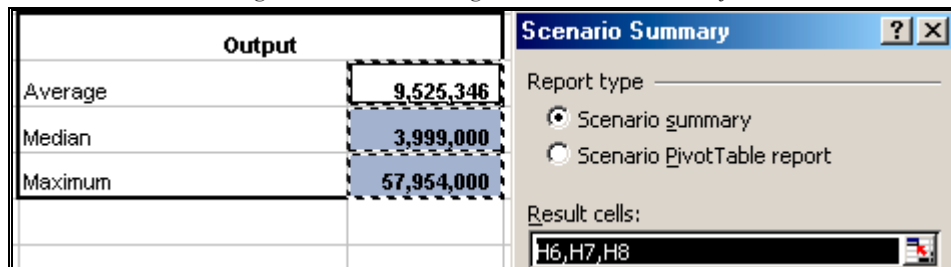 Output
Average 9,525,346
Median 3,999,000
Maximum 57,954,000
Scenario Summary
Report type
Scenario summary
Scenario PivotTable report
Result cells:
H6,H7,H8